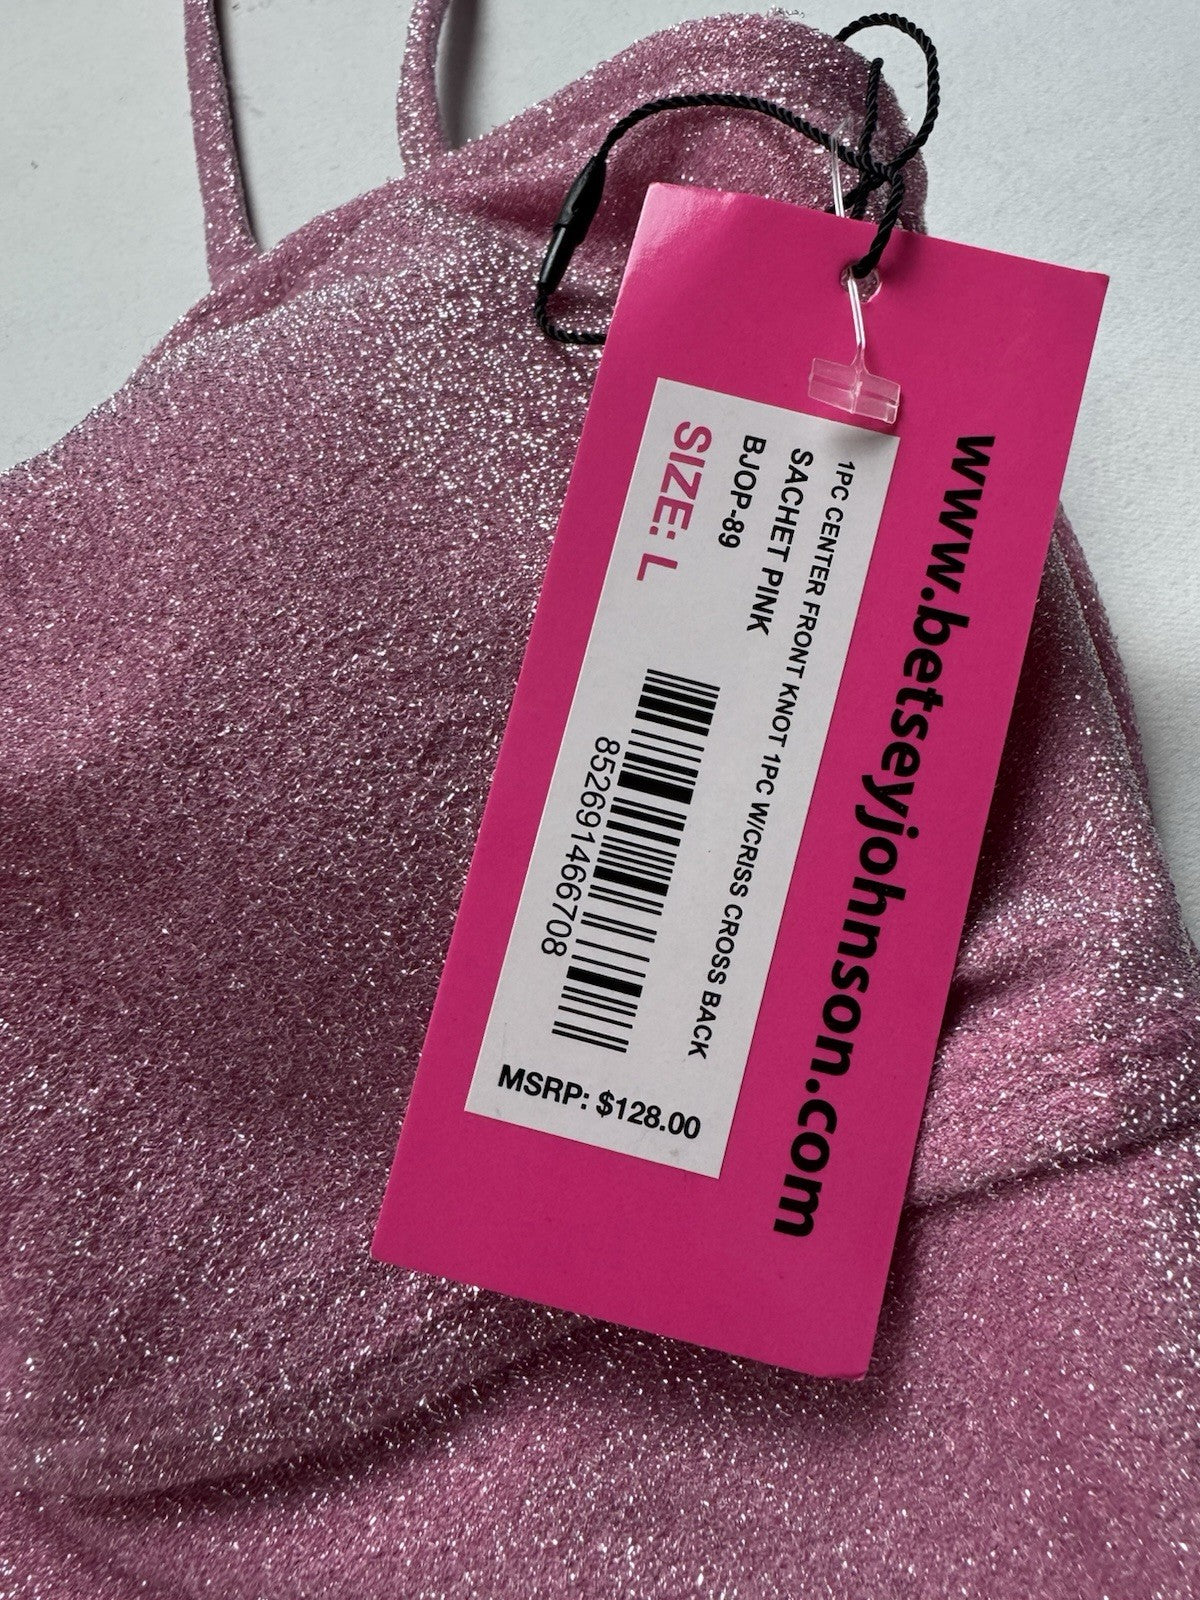 www.betseyjohnson.com
1PC CENTER FRONT KNOT 1PC W/CRISS CROSS BACK
SACHET PINK
BJOP-89
SIZE: L
852691466708
MSRP: $128.00